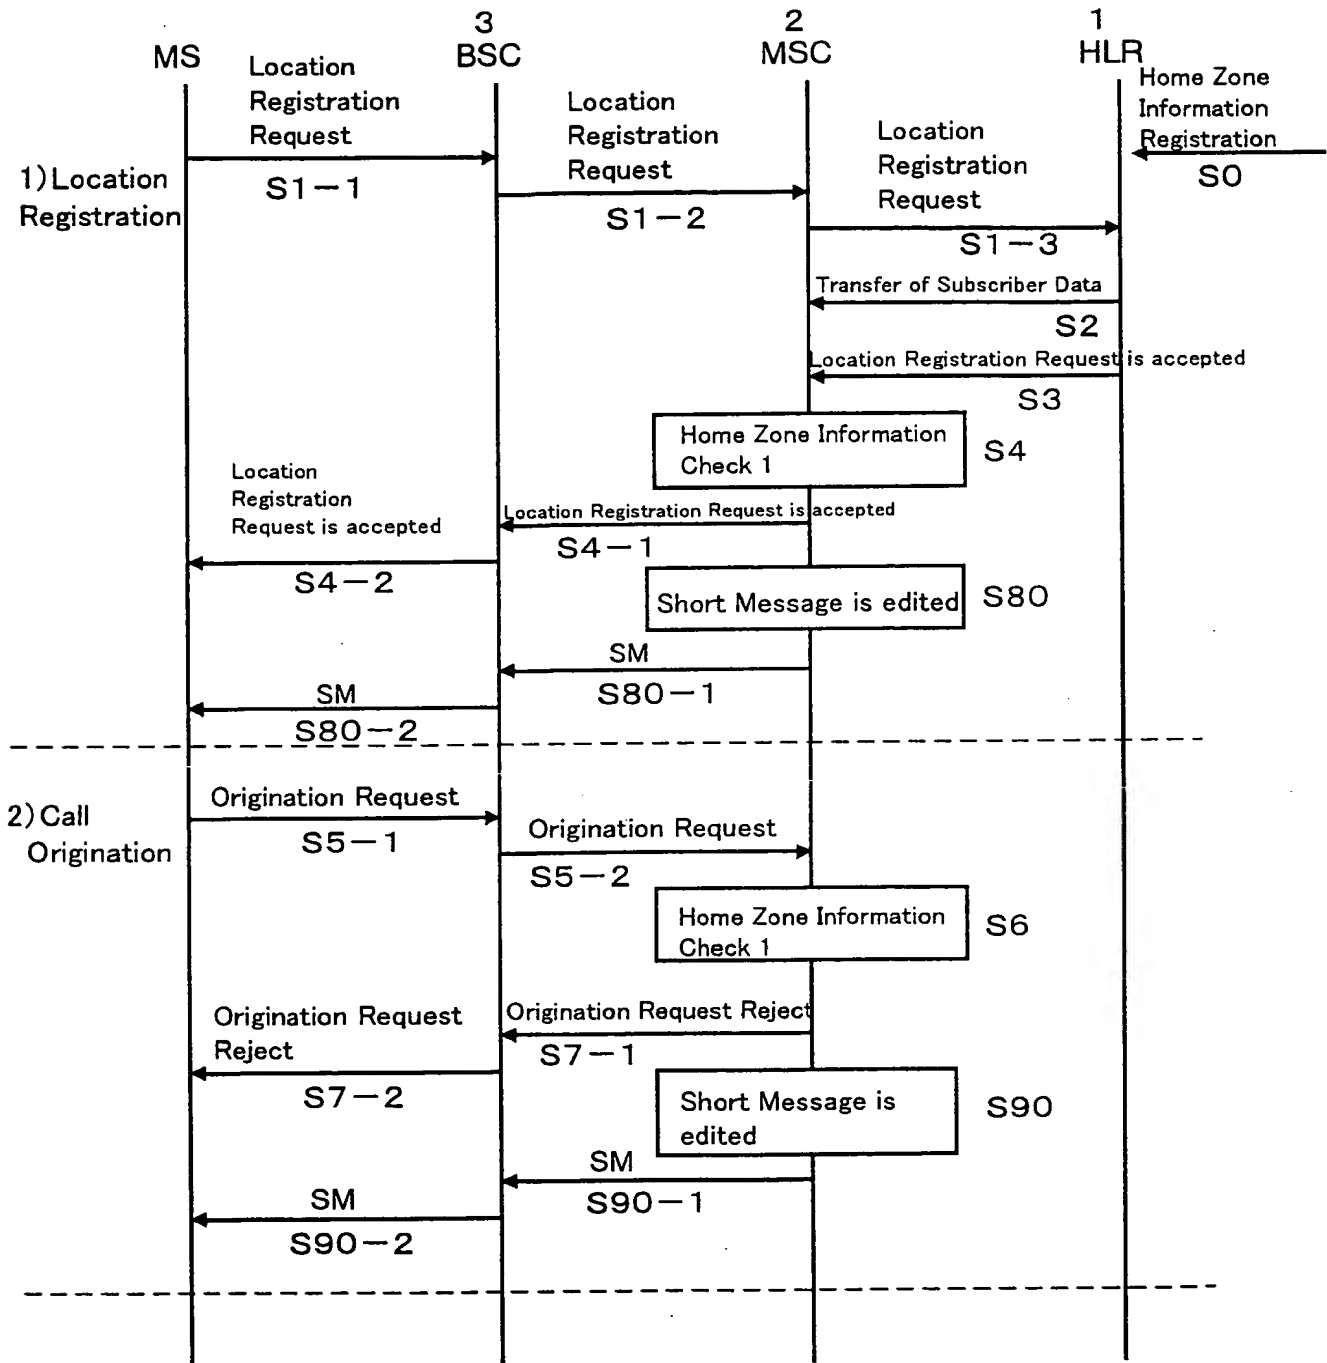 3
2
1
MS
BSC
MSC
HLR
Location
Registration
Request
Location
Registration
Request
Location
Registration
Request
Home Zone
Information
Registration
S0
1)Location
Registration
S1-1
S1-2
S1-3
Transfer of Subscriber Data
S2
Location Registration Request is accepted
S3
Home Zone Information
Check 1
S4
Location
Registration
Request is accepted
Location Registration Request is accepted
S4-1
S4-2
Short Message is edited
S80
SM
S80-1
SM
S80-2
2)Call
Origination
Origination Request
S5-1
Origination Request
S5-2
Home Zone Information
Check 1
S6
Origination Request Reject
S7-1
Origination Request
Reject
S7-2
Short Message is
edited
S90
SM
S90-1
SM
S90-2